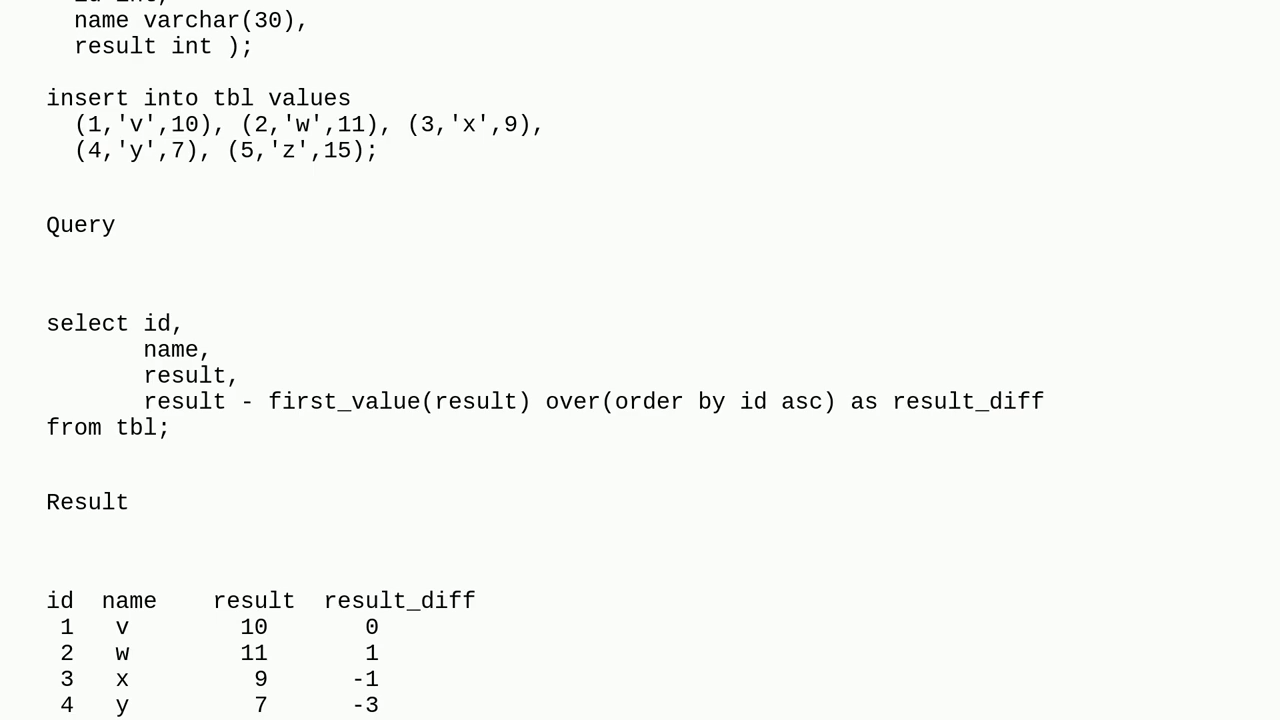 id int,
  name varchar(30),
  result int );
insert into tbl values
  (1,'v',10), (2,'w',11), (3,'x',9),
  (4,'y',7), (5,'z',15);
Query
select id,
       name,
       result,
       result - first_value(result) over(order by id asc) as result_diff
from tbl;
Result
id  name    result  result_diff
 1   v        10       0
 2   w        11       1
 3   x         9      -1
 4   y         7      -3